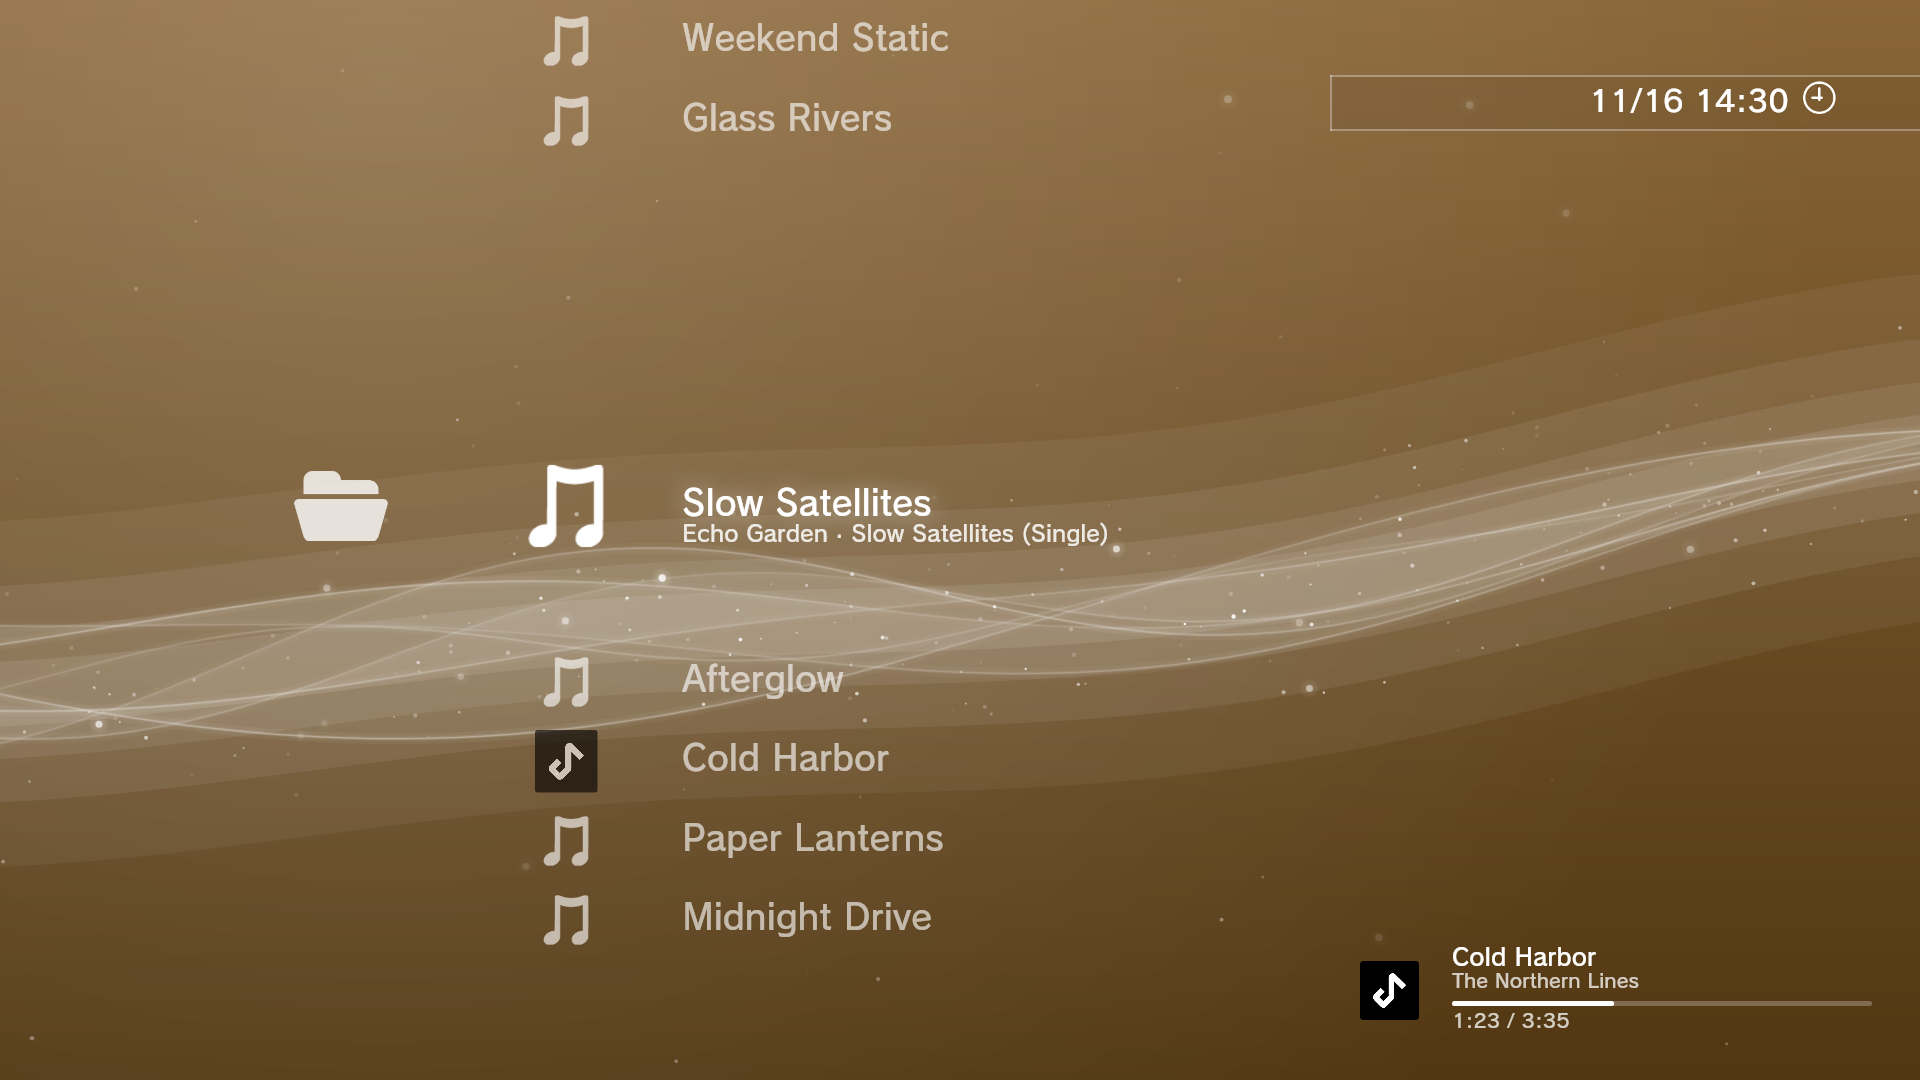 Weekend Static
Glass Rivers
11/16 14:30
Slow Satellites
Echo Garden · Slow Satellites (Single)
Afterglow
Cold Harbor
Paper Lanterns
Midnight Drive
Cold Harbor
The Northern Lines
1:23 / 3:35